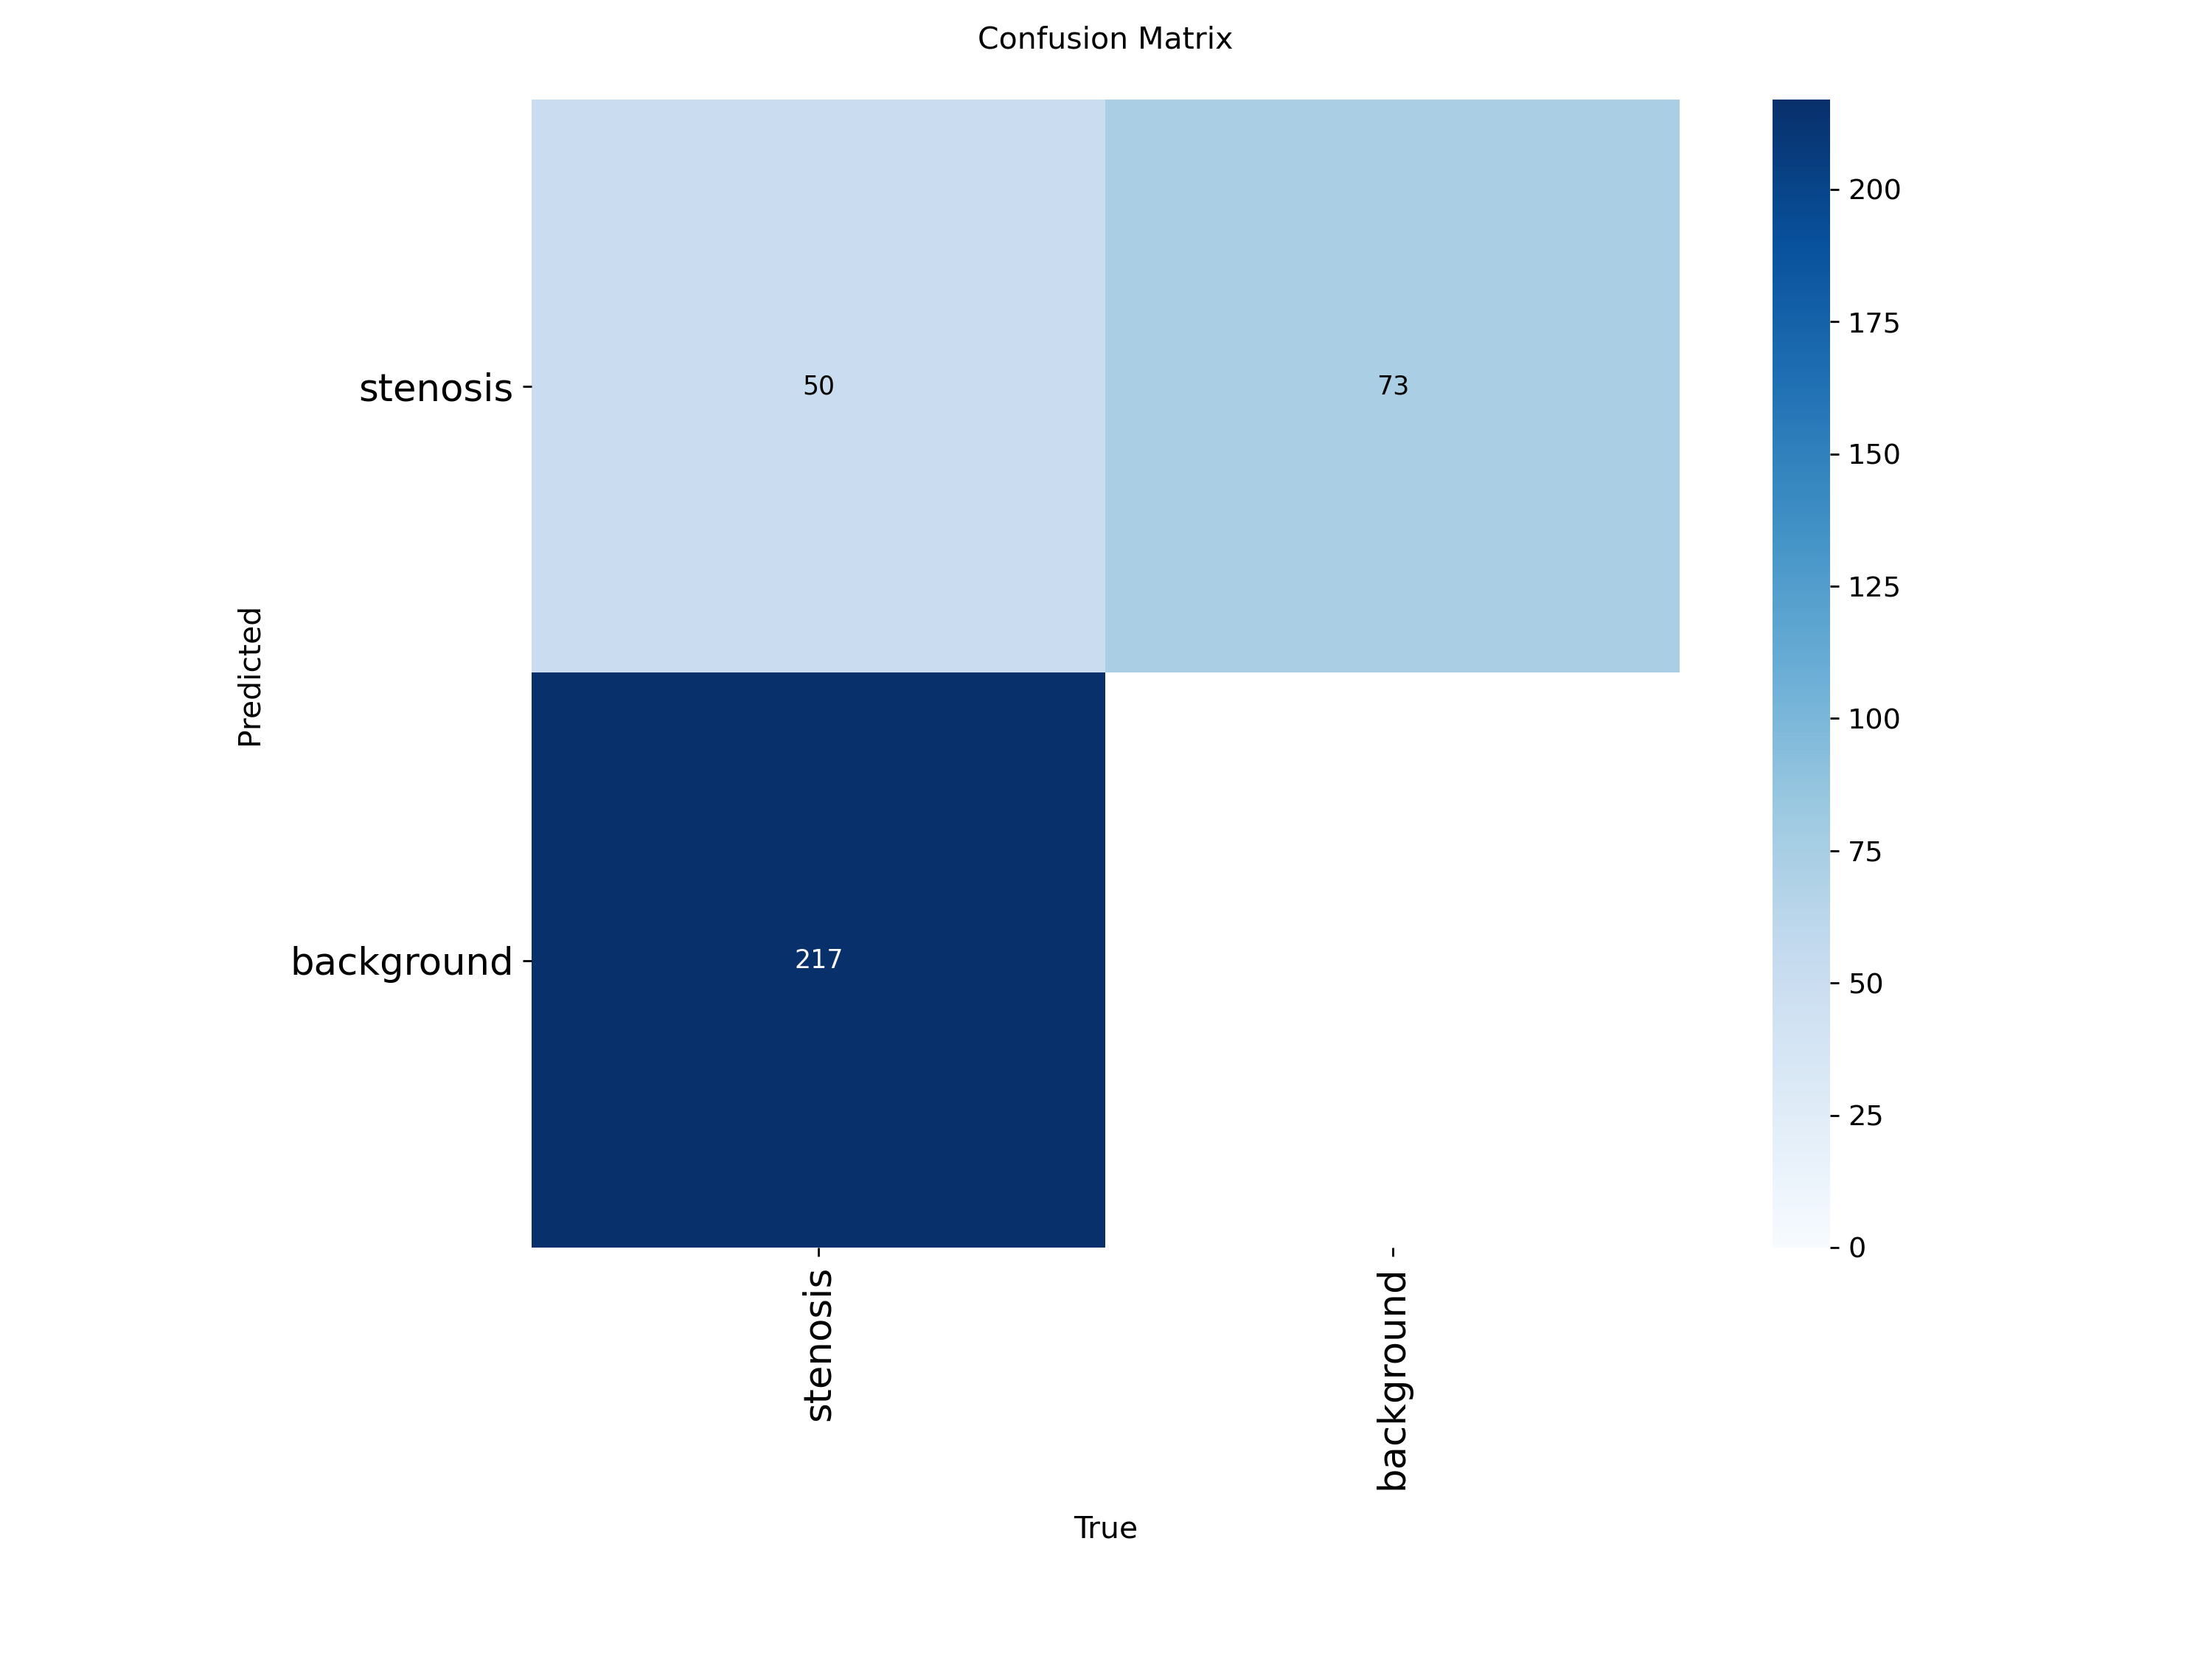 Confusion Matrix
200
175
150
125
100
75
50
25
0
Predicted
stenosis
50
73
background
217
stenosis
background
True